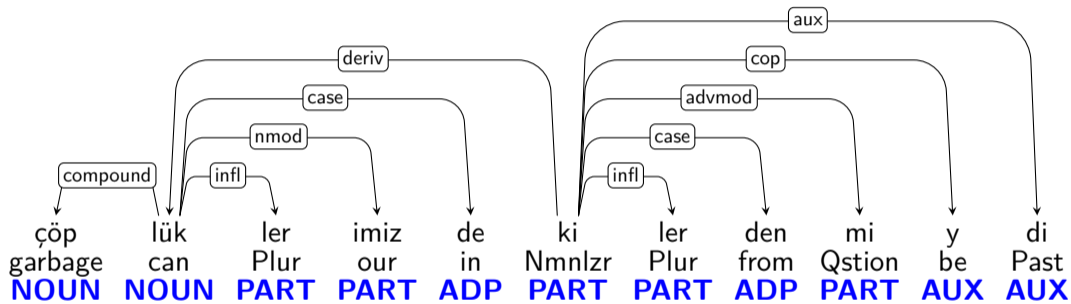 aux
deriv cop
case advmod
nmod case
compound infl infl
çöp lük ler imiz de ki ler den mi y di
garbage can Plur our in Nmnlzr Plur from Qstion be Past
NOUN NOUN PART PART ADP PART PART ADP PART AUX AUX